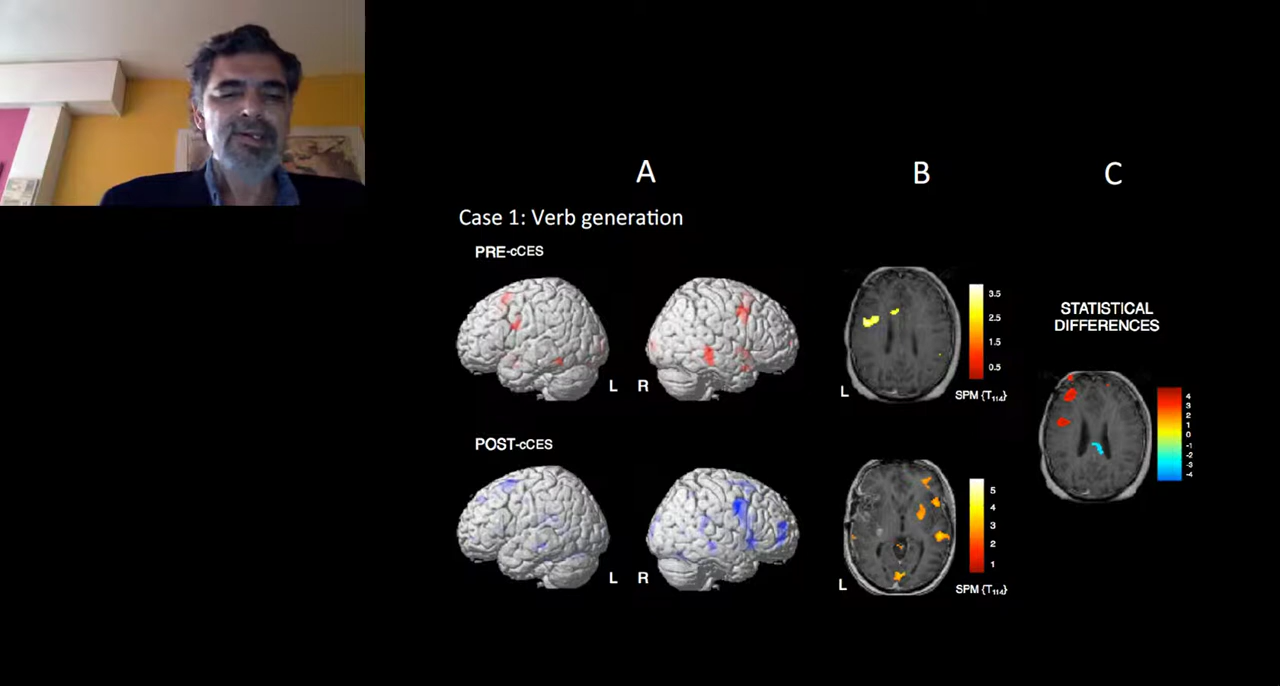 A
B
C
Case 1: Verb generation
PRE-cCES
L
R
L
3.5
2.5
1.5
0.5
SPM {T₁₁₄}
STATISTICAL
DIFFERENCES
4
3
2
1
0
-1
-2
-3
-4
POST-cCES
L
R
L
5
4
3
2
1
SPM {T₁₁₄}